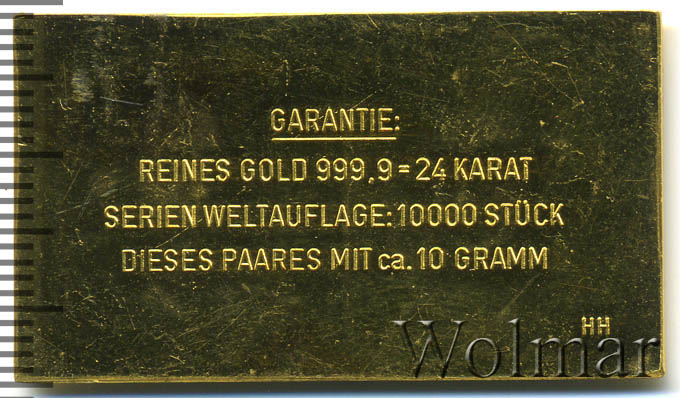 GARANTIE:
REINES GOLD 999,9 = 24 KARAT
SERIEN WELTAUFLAGE: 10000 STÜCK
DIESES PAARES MIT ca. 10 GRAMM
HH
Wolmar